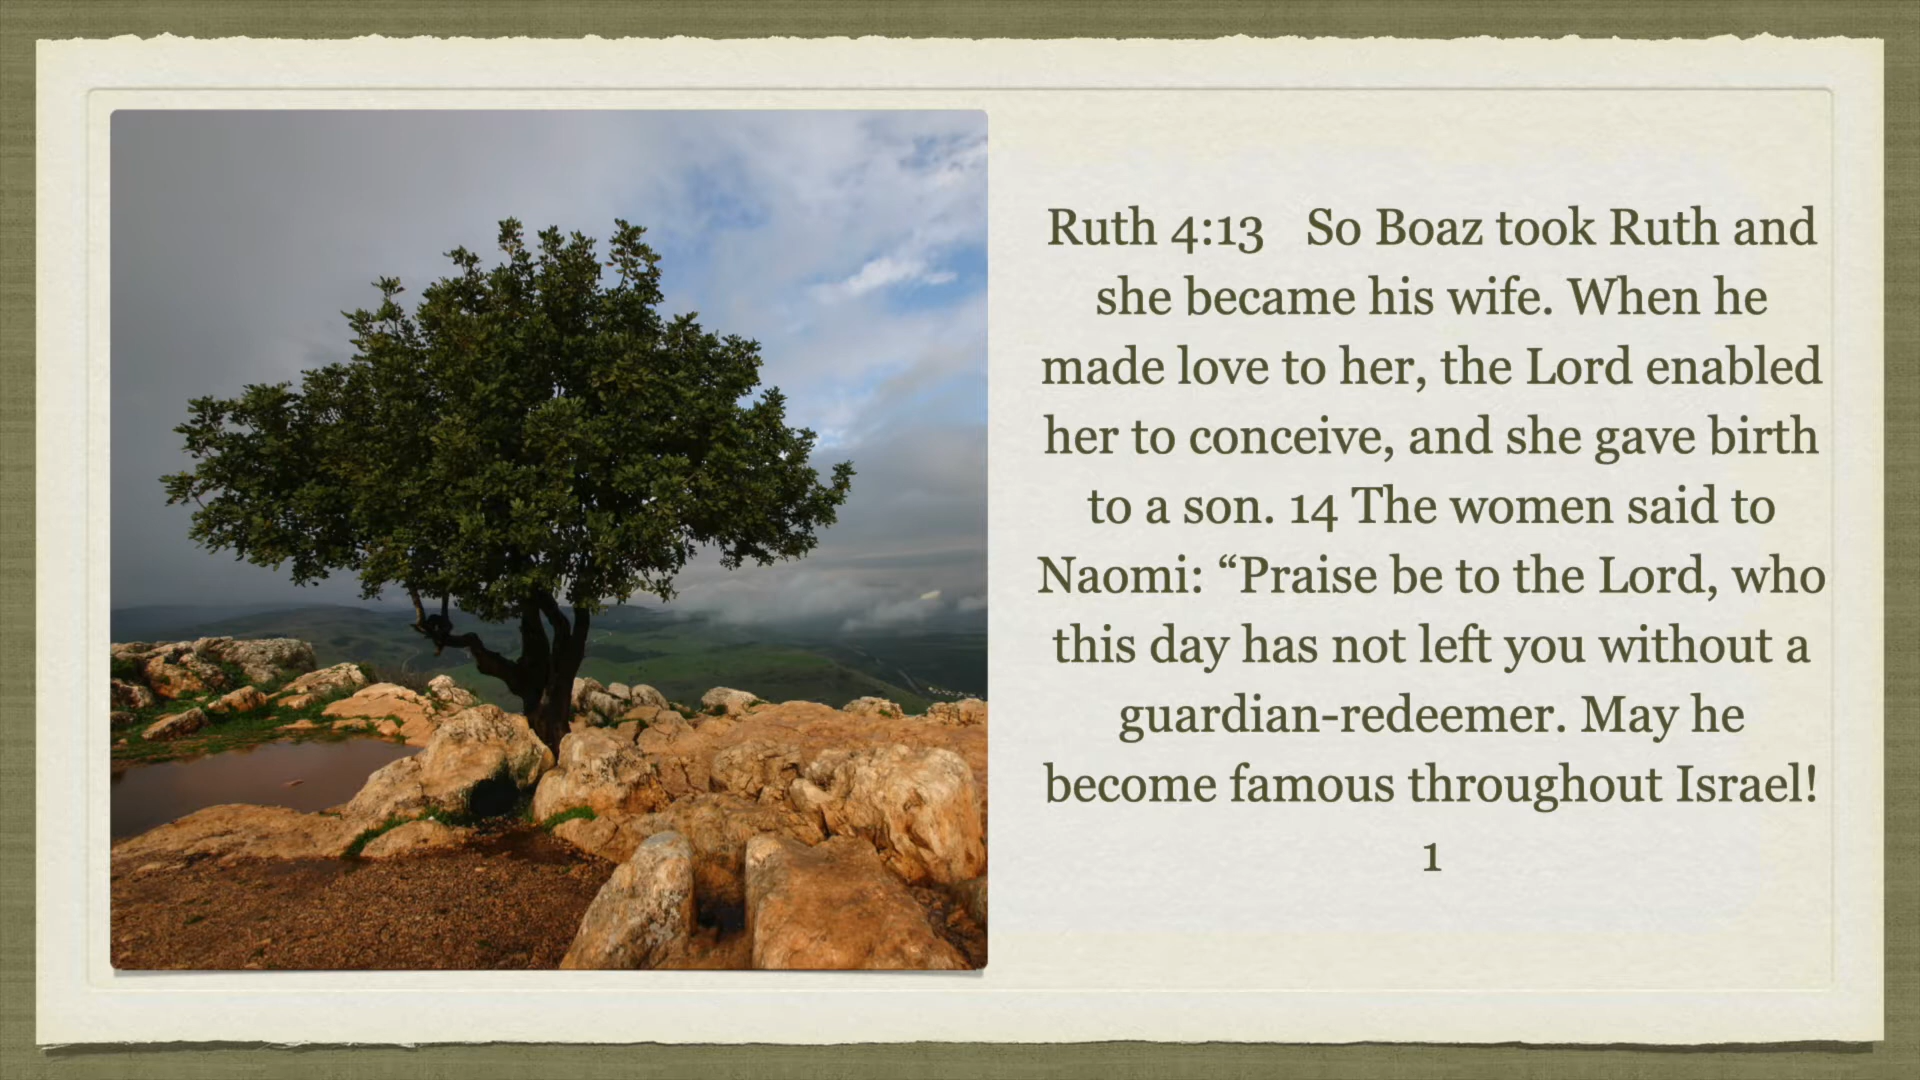 Ruth 4:13   So Boaz took Ruth and
she became his wife. When he
made love to her, the Lord enabled
her to conceive, and she gave birth
to a son. 14 The women said to
Naomi: “Praise be to the Lord, who
this day has not left you without a
guardian-redeemer. May he
become famous throughout Israel!
1